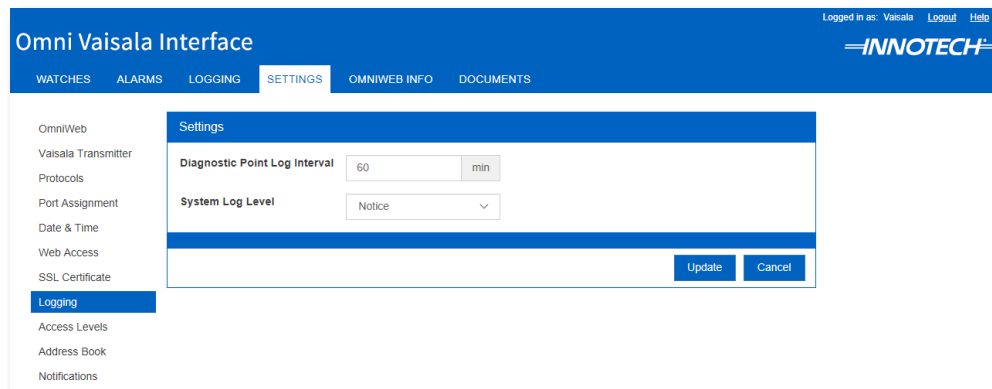 Logged in as: Vaisala Logout Help
Omni Vaisala Interface
INNOTECH
WATCHES ALARMS LOGGING SETTINGS OMNIWEB INFO DOCUMENTS
OmniWeb
Vaisala Transmitter
Protocols
Port Assignment
Date & Time
Web Access
SSL Certificate
Logging
Access Levels
Address Book
Notifications
Settings
Diagnostic Point Log Interval 60 min
System Log Level Notice
Update Cancel